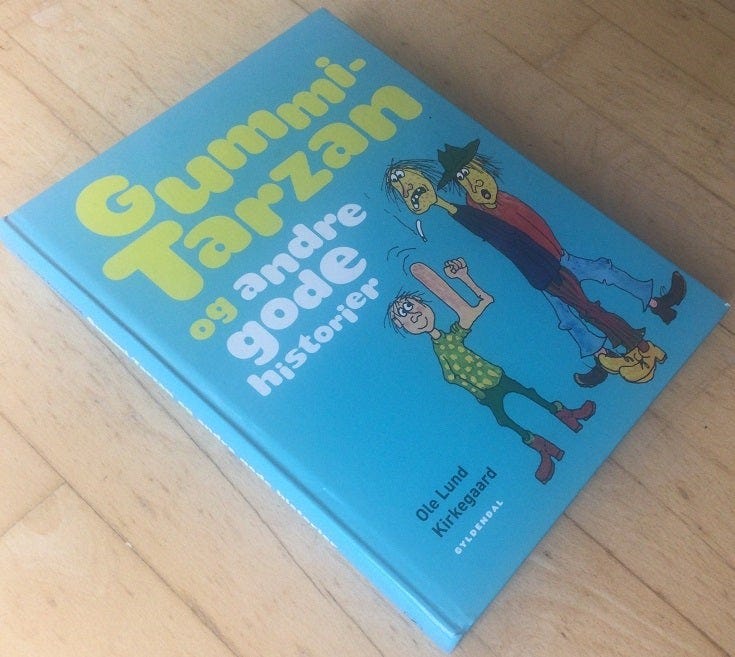 Gummi-
Tarzan
og andre
gode
historier
Ole Lund
Kirkegaard
GYLDENDAL